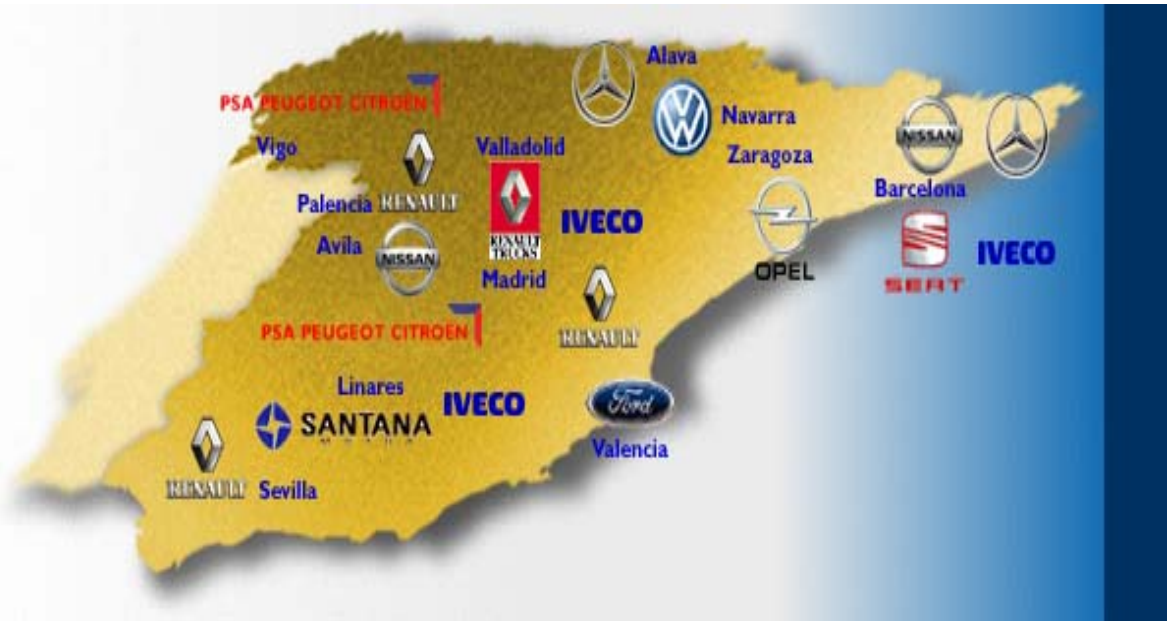 Alava
PSA PEUGEOT CITROËN
Navarra
NISSAN
Vigo
Valladolid
Zaragoza
Barcelona
Palencia
RENAULT
IVECO
Avila
NISSAN
RENAULT
TRUCKS
OPEL
SEAT
IVECO
Madrid
PSA PEUGEOT CITROËN
RENAULT
Linares
IVECO
Ford
SANTANA
Valencia
RENAULT
Sevilla